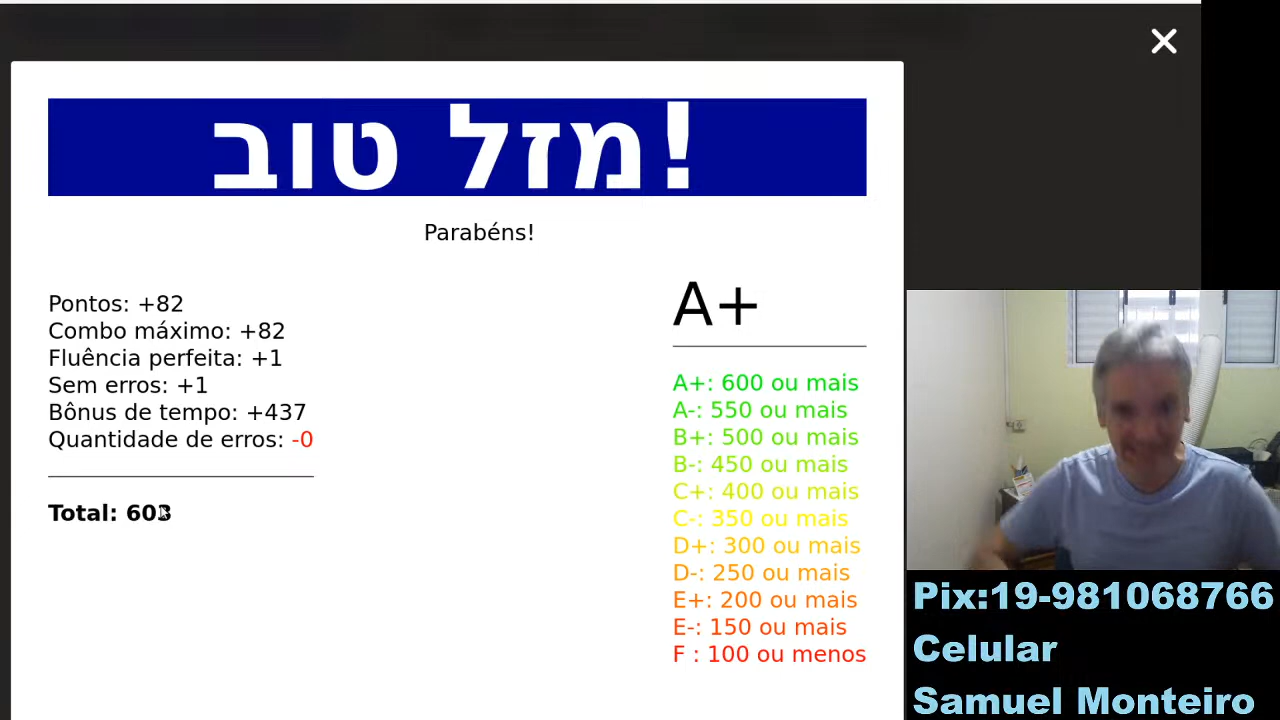 מזל טוב!
Parabéns!
Pontos: +82
Combo máximo: +82
Fluência perfeita: +1
Sem erros: +1
Bônus de tempo: +437
Quantidade de erros: -0
Total: 603
A+
A+: 600 ou mais
A-: 550 ou mais
B+: 500 ou mais
B-: 450 ou mais
C+: 400 ou mais
C-: 350 ou mais
D+: 300 ou mais
D-: 250 ou mais
E+: 200 ou mais
E-: 150 ou mais
F : 100 ou menos
Pix:19-981068766
Celular
Samuel Monteiro